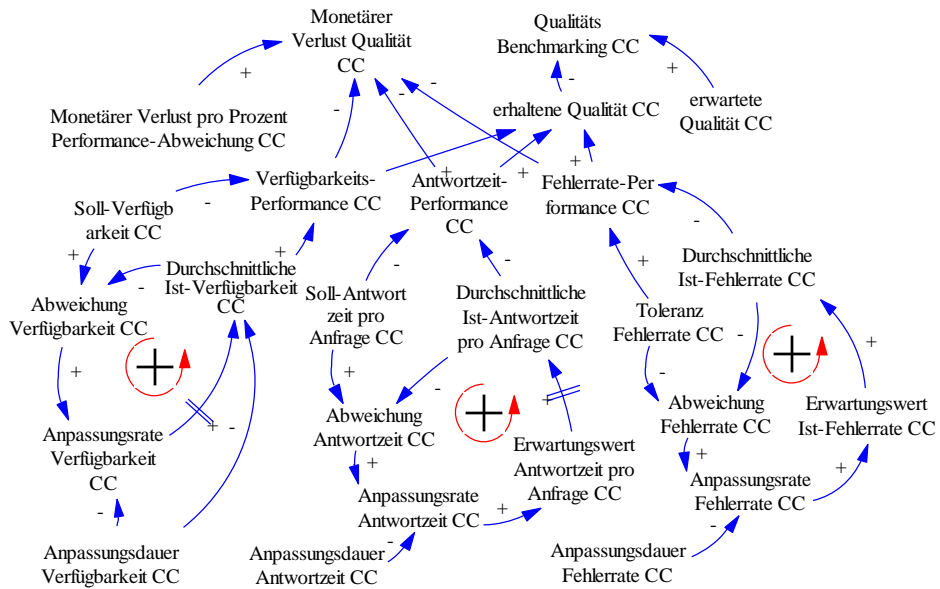 Monetärer
Verlust Qualität
CC
Qualitäts
Benchmarking CC
+
-
-
-
-
+
Monetärer Verlust pro Prozent
Performance-Abweichung CC
erhaltene Qualität CC
erwartete
Qualität CC
+
+
+
Verfügbarkeits-
Performance CC
Antwortzeit-
Performance
CC
Fehlerrate-Per
formance CC
-
-
Soll-Verfügb
arkeit CC
+
+
-
-
+
-
Durchschnittliche
Ist-Verfügbarkeit
CC
Durchschnittliche
Ist-Fehlerrate CC
Abweichung
Verfügbarkeit CC
Soll-Antwort
zeit pro
Anfrage CC
Durchschnittliche
Ist-Antwortzeit
pro Anfrage CC
Toleranz
Fehlerrate CC
-
+
+
+
-
+
-
+
+
+
Abweichung
Antwortzeit CC
Abweichung
Fehlerrate CC
Erwartungswert
Ist-Fehlerrate CC
Anpassungsrate
Verfügbarkeit
CC
+
-
Erwartungswert
Antwortzeit pro
Anfrage CC
+
+
+
Anpassungsrate
Antwortzeit CC
Anpassungsrate
Fehlerrate CC
-
+
-
-
Anpassungsdauer
Verfügbarkeit CC
Anpassungsdauer
Antwortzeit CC
Anpassungsdauer
Fehlerrate CC